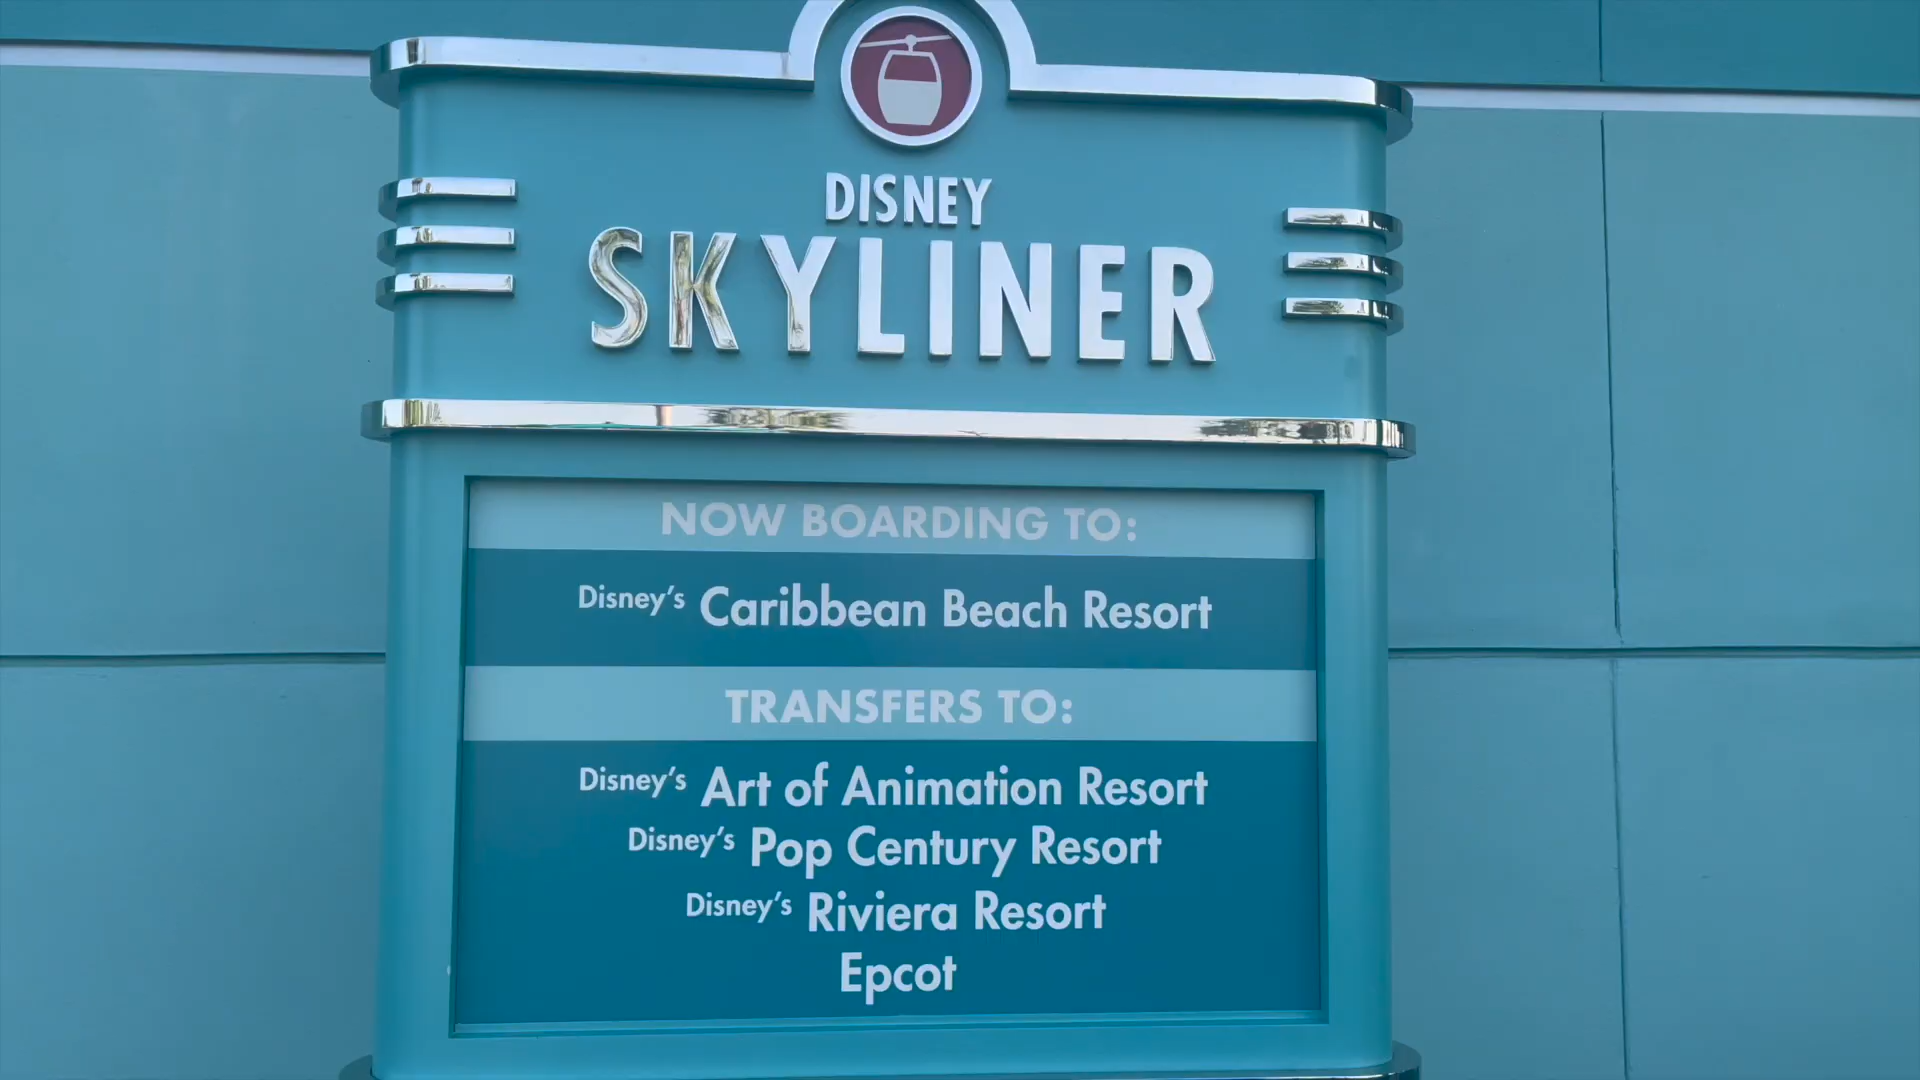 DISNEY
SKYLINER
NOW BOARDING TO:
Disney's Caribbean Beach Resort
TRANSFERS TO:
Disney's Art of Animation Resort
Disney's Pop Century Resort
Disney's Riviera Resort
Epcot